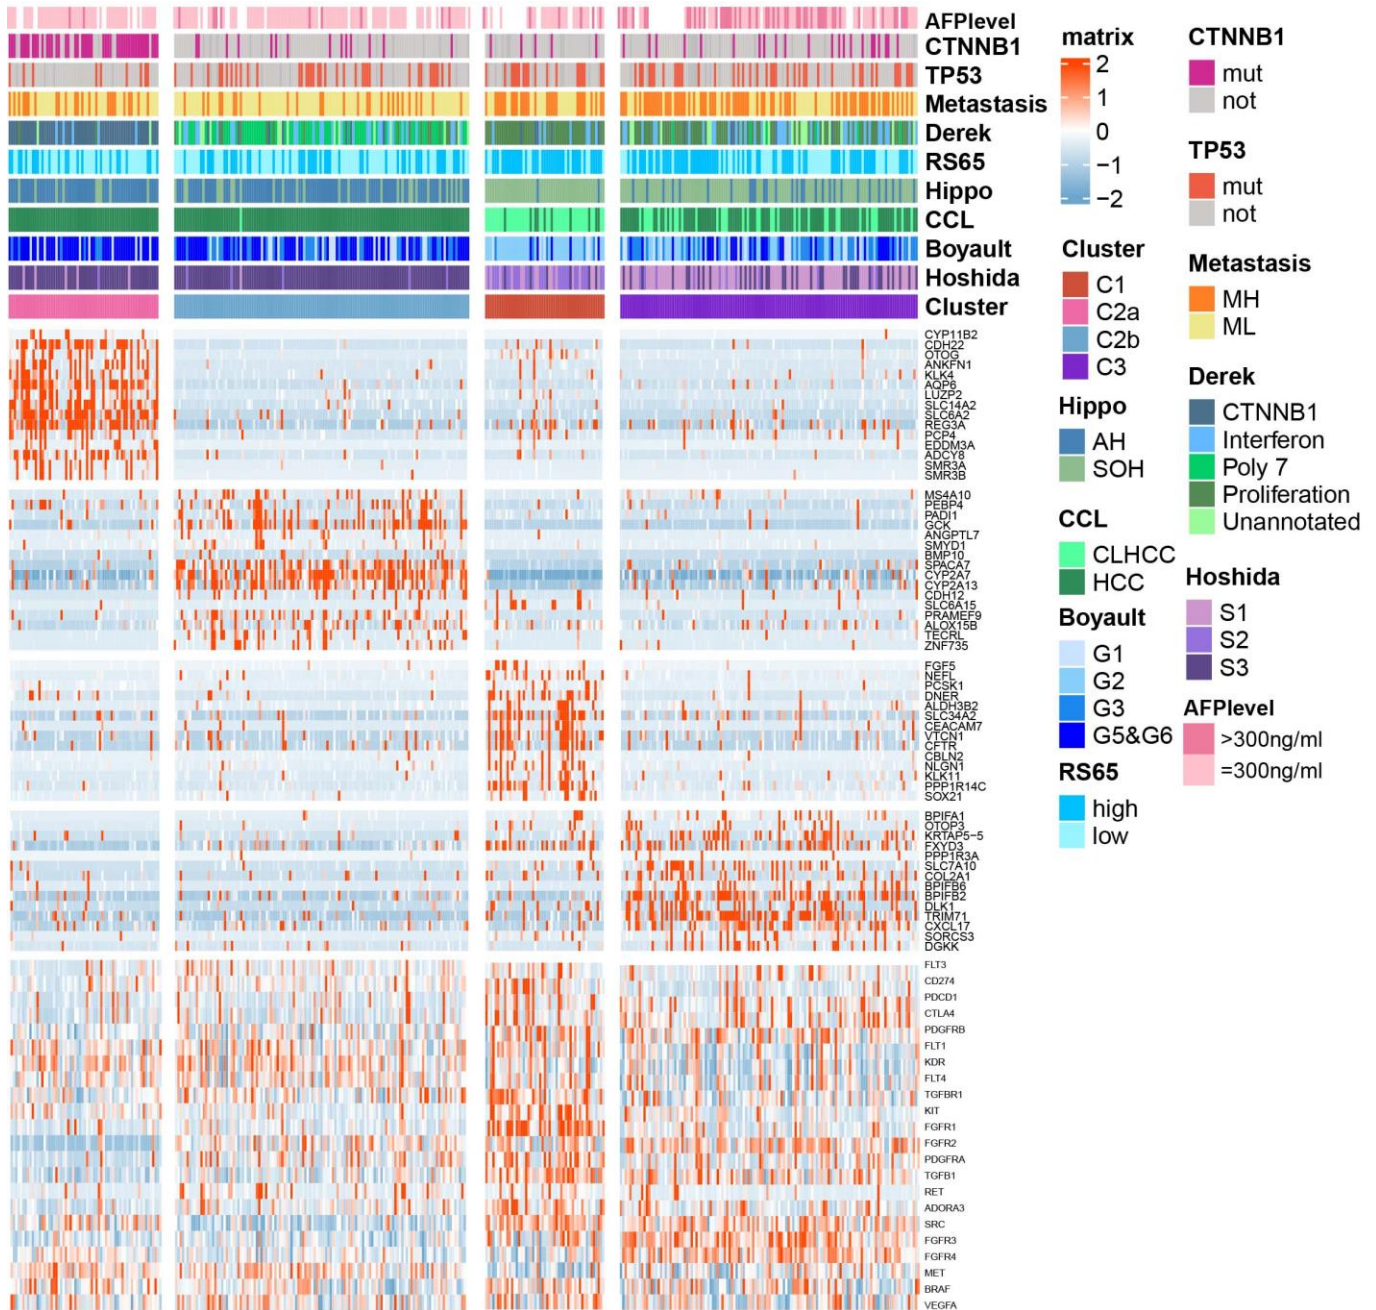 AFPlevel
CTNNB1
TP53
Metastasis
Derek
RS65
Hippo
CCL
Boyault
Hoshida
Cluster
CYP11B2
CDH22
OTOG
ANKFN1
KLK4
AQP6
LUZP2
SLC14A2
SLC6A2
REG3A
PCP4
EDDM3A
ADCY8
SMR3A
SMR3B
MS4A10
PEBP4
PADI1
GCK
ANGPTL7
SMYD1
BMP10
SPACA7
CYP2A7
CYP2A13
CDH12
SLC6A15
PRAMEF9
ALOX15B
TECRL
ZNF735
FGF5
NEFL
PCSK1
DNER
ALDH3B2
SLC34A2
CEACAM7
VTCN1
CFTR
CBLN2
NLGN1
KLK11
PPP1R14C
SOX21
BPIFA1
OTOP3
KRTAP5-5
FXYD3
PPP1R3A
SLC7A10
COL2A1
BPIFB6
BPIFB2
DLK1
TRIM71
CXCL17
SORCS3
DGKK
FLT3
CD274
PDCD1
CTLA4
PDGFRB
FLT1
KDR
FLT4
TGFBR1
KIT
FGFR1
FGFR2
PDGFRA
TGFB1
RET
ADORA3
SRC
FGFR3
FGFR4
MET
BRAF
VEGFA
matrix
2
1
0
−1
−2
Cluster
C1
C2a
C2b
C3
Hippo
AH
SOH
CCL
CLHCC
HCC
Boyault
G1
G2
G3
G5&G6
RS65
high
low
CTNNB1
mut
not
TP53
mut
not
Metastasis
MH
ML
Derek
CTNNB1
Interferon
Poly 7
Proliferation
Unannotated
Hoshida
S1
S2
S3
AFPlevel
>300ng/ml
=300ng/ml